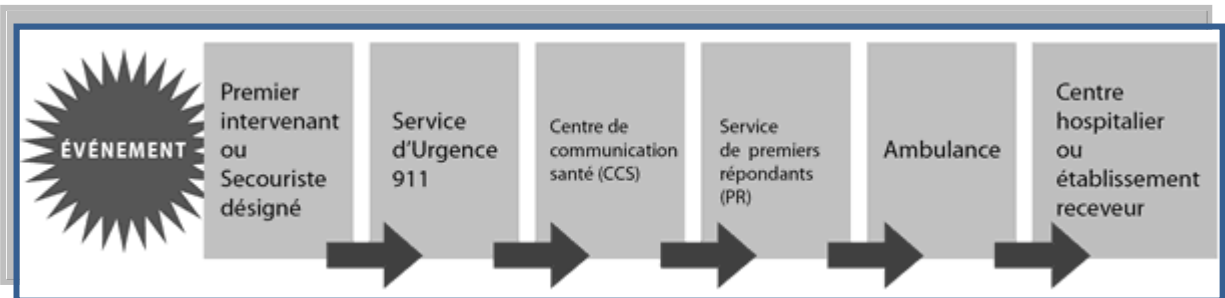 ÉVÉNEMENT
Premier
intervenant
ou
Secouriste
désigné
Service
d'Urgence
911
Centre de
communication
santé (CCS)
Service
de premiers
répondants
(PR)
Ambulance
Centre
hospitalier
ou
établissement
receveur